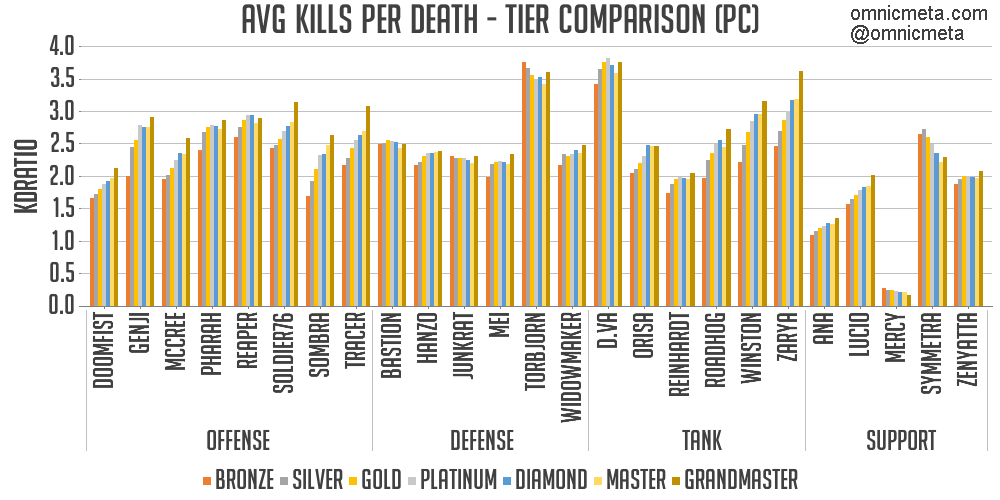 AVG KILLS PER DEATH - TIER COMPARISON (PC)
omnicmeta.com
@omnicmeta
KDRATIO
4.0
3.5
3.0
2.5
2.0
1.5
1.0
0.5
0.0
DOOMFIST
GENJI
MCCREE
PHARAH
REAPER
SOLDIER76
SOMBRA
TRACER
BASTION
HANZO
JUNKRAT
MEI
TORBJORN
WIDOWMAKER
D.VA
ORISA
REINHARDT
ROADHOG
WINSTON
ZARYA
ANA
LUCIO
MERCY
SYMMETRA
ZENYATTA
OFFENSE DEFENSE TANK SUPPORT
BRONZE SILVER GOLD PLATINUM DIAMOND MASTER GRANDMASTER